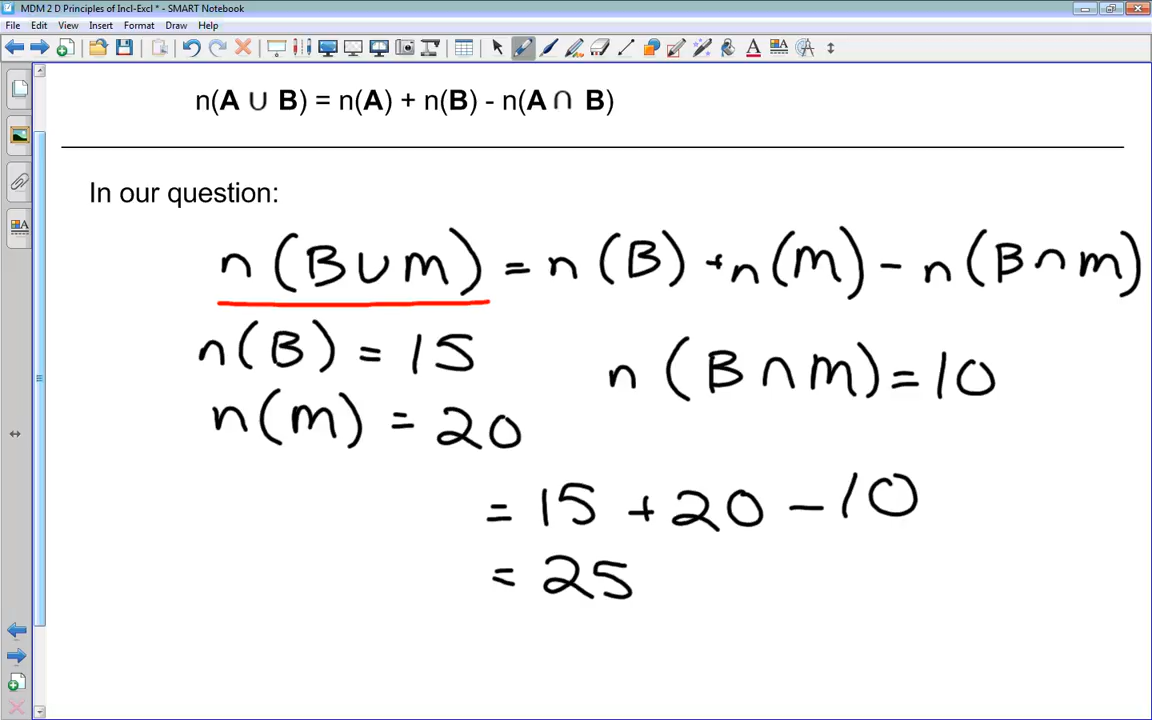 MDM 2 D Principles of Incl-Excl * - SMART Notebook
File Edit View Insert Format Tools Draw Help
n(A ∪ B) = n(A) + n(B) - n(A ∩ B)
In our question:
n(B∪M) = n(B) + n(M) - n(B∩M)
n(B) = 15
n(B∩M) = 10
n(M) = 20
= 15 + 20 - 10
= 25